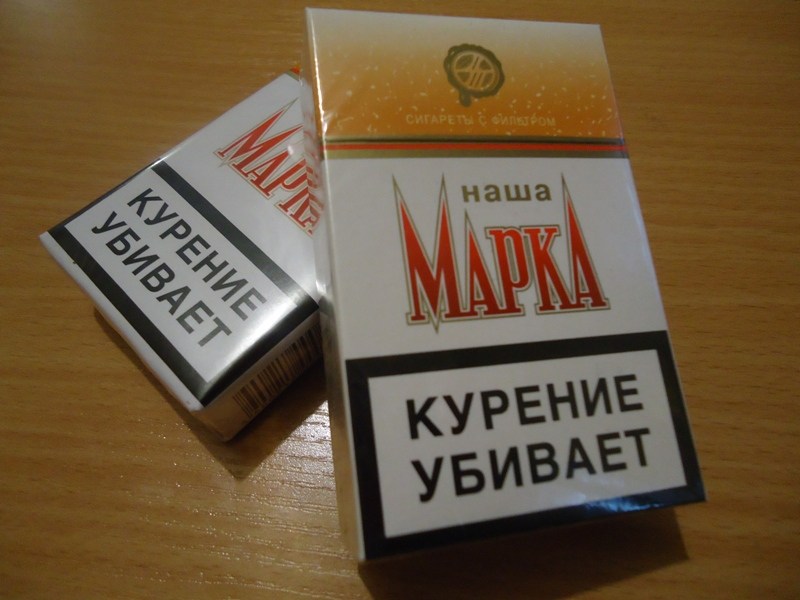 СИГАРЕТЫ С ФИЛЬТРОМ
наша
МАРКА
КУРЕНИЕ
УБИВАЕТ
МАРКА
КУРЕНИЕ
УБИВАЕТ